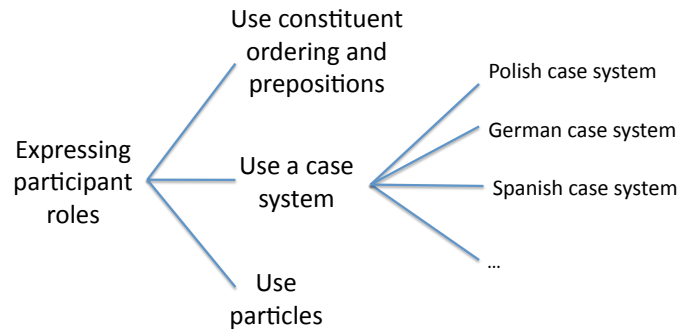 Expressing
participant
roles
Use constituent
ordering and
prepositions
Use a case
system
Use
particles
Polish case system
German case system
Spanish case system
...